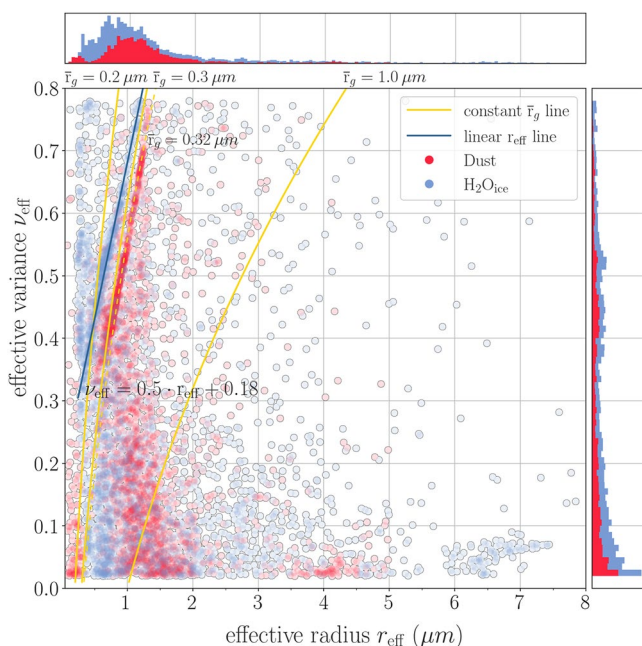 r̄g = 0.2 μm r̄g = 0.3 μm r̄g = 1.0 μm
0.8
constant r̄g line
linear reff line
Dust
H2Oice
r̄g = 0.32 μm
0.7
0.6
0.5
0.4
νeff = 0.5 · reff + 0.18
0.3
0.2
0.1
0.0
effective variance νeff
1 2 3 4 5 6 7 8
effective radius reff (μm)